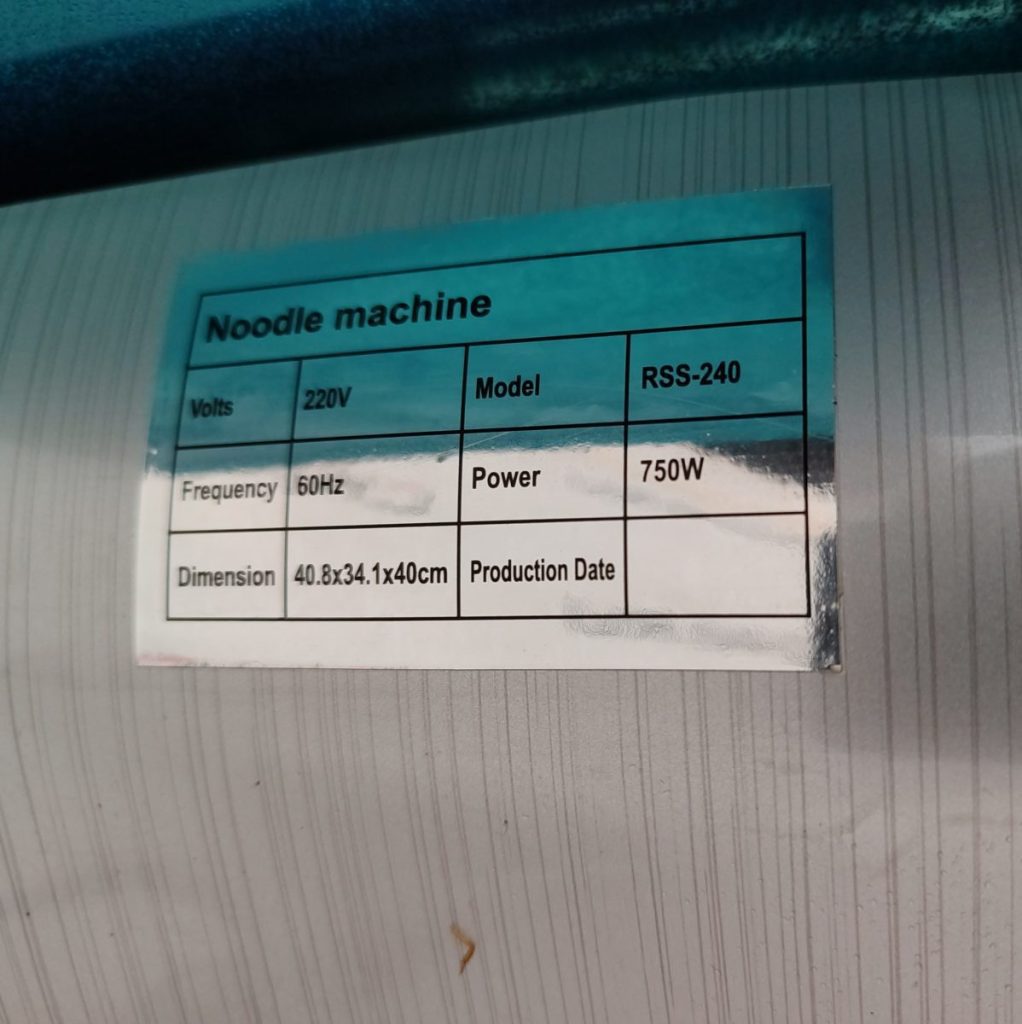 Noodle machine
Volts 220V Model RSS-240
Frequency 60Hz Power 750W
Dimension 40.8x34.1x40cm Production Date